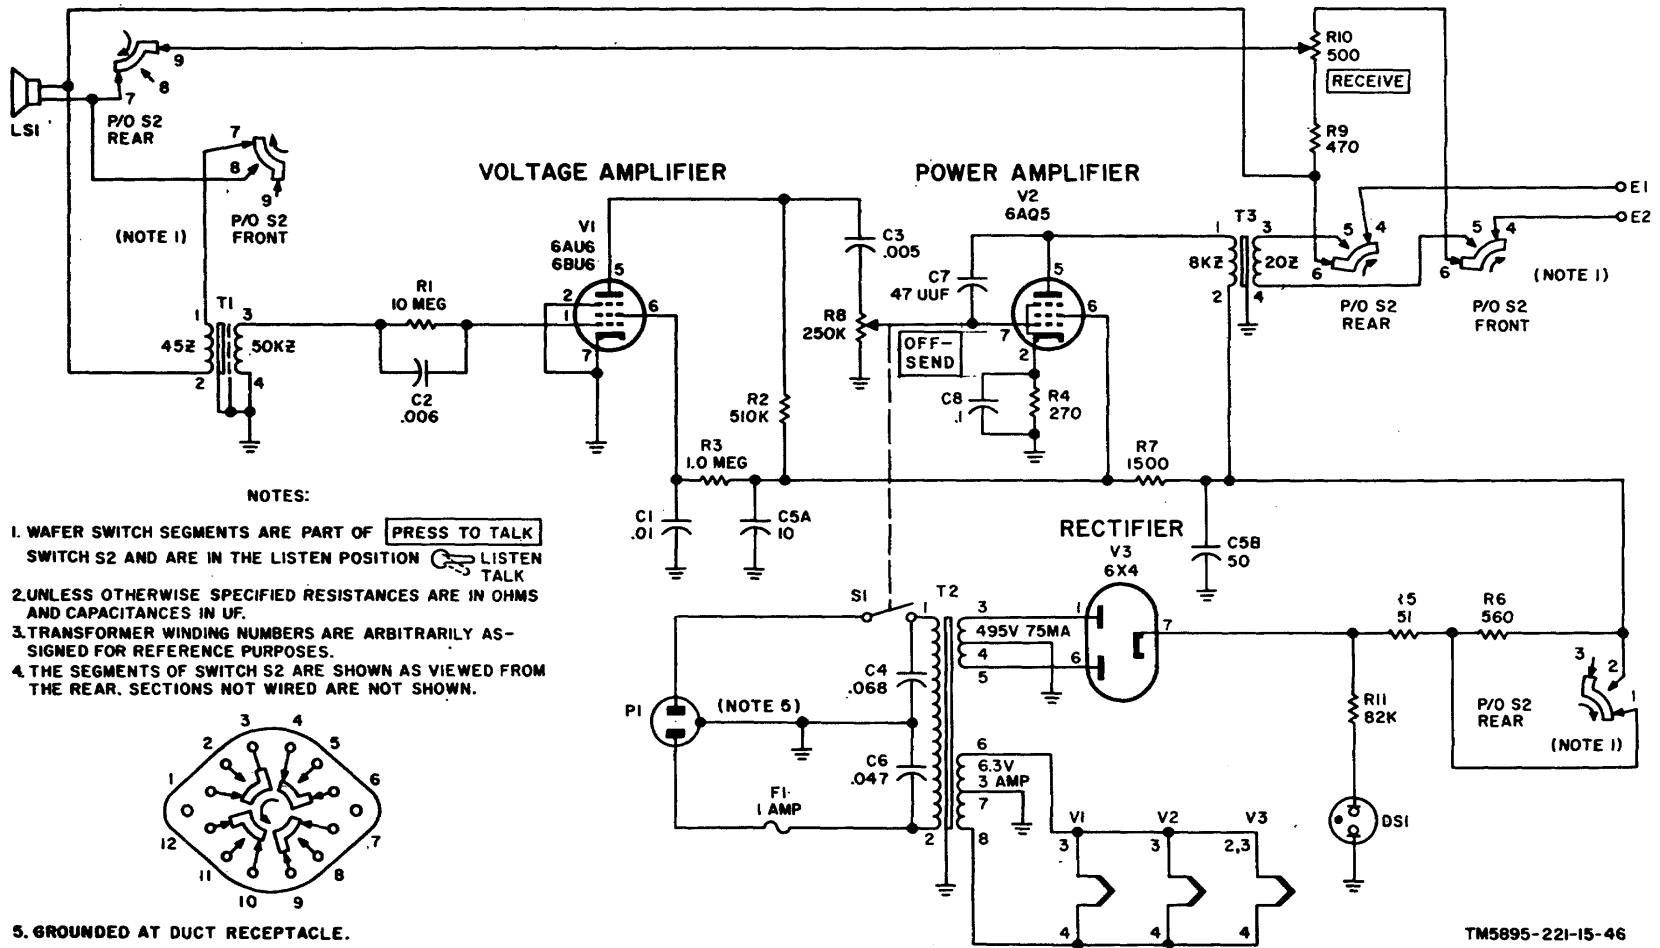 R10
500
RECEIVE
9
8
7
LS1
P/O S2
REAR
7
8
9
P/O S2
FRONT
(NOTE 1)
R9
470
VOLTAGE AMPLIFIER
POWER AMPLIFIER
V1
6AU6
6BU6
5
2
1
6
7
T1
1
3
45Z
50KZ
2
4
R1
10 MEG
C2
.006
C3
.005
R8
250K
R2
510K
R3
1.0 MEG
V2
6AQ5
5
6
7
2
C7
47 UUF
OFF-
SEND
C8
.1
R4
270
T3
1
3
8KZ
20Z
2
4
5
4
6
P/O S2
REAR
5
4
6
P/O S2
FRONT
(NOTE 1)
E1
E2
R7
1500
C1
.01
C5A
10
C5B
50
NOTES:
1. WAFER SWITCH SEGMENTS ARE PART OF PRESS TO TALK
SWITCH S2 AND ARE IN THE LISTEN POSITION LISTEN
TALK
2. UNLESS OTHERWISE SPECIFIED RESISTANCES ARE IN OHMS
AND CAPACITANCES IN UF.
3. TRANSFORMER WINDING NUMBERS ARE ARBITRARILY AS-
SIGNED FOR REFERENCE PURPOSES.
4. THE SEGMENTS OF SWITCH S2 ARE SHOWN AS VIEWED FROM
THE REAR. SECTIONS NOT WIRED ARE NOT SHOWN.
3
4
2
5
1
6
12
7
11
8
10
9
5. GROUNDED AT DUCT RECEPTACLE.
RECTIFIER
V3
6X4
1
6
7
S1
T2
1
2
3
495V 75MA
4
5
6
6.3V
3 AMP
7
8
C4
.068
P1
(NOTE 5)
C6
.047
F1
1 AMP
V1
V2
V3
3
3
2,3
4
4
4
5
51
R6
560
R11
82K
DS1
3
2
1
P/O S2
REAR
(NOTE 1)
TM5895-221-15-46